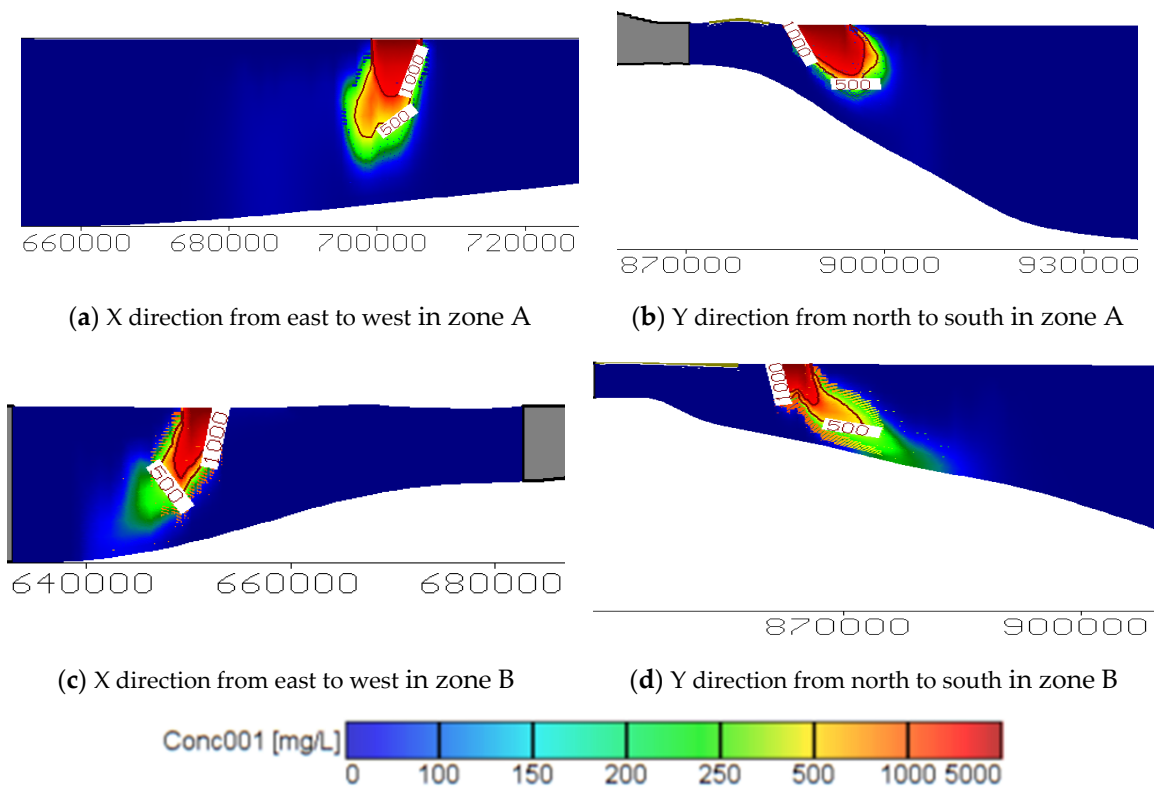 1000
500
660000 680000 700000 720000
(a) X direction from east to west in zone A
1000
500
870000 900000 930000
(b) Y direction from north to south in zone A
1000
500
640000 660000 680000
(c) X direction from east to west in zone B
1000
500
870000 900000
(d) Y direction from north to south in zone B
Conc001 [mg/L]
0 100 150 200 250 500 1000 5000